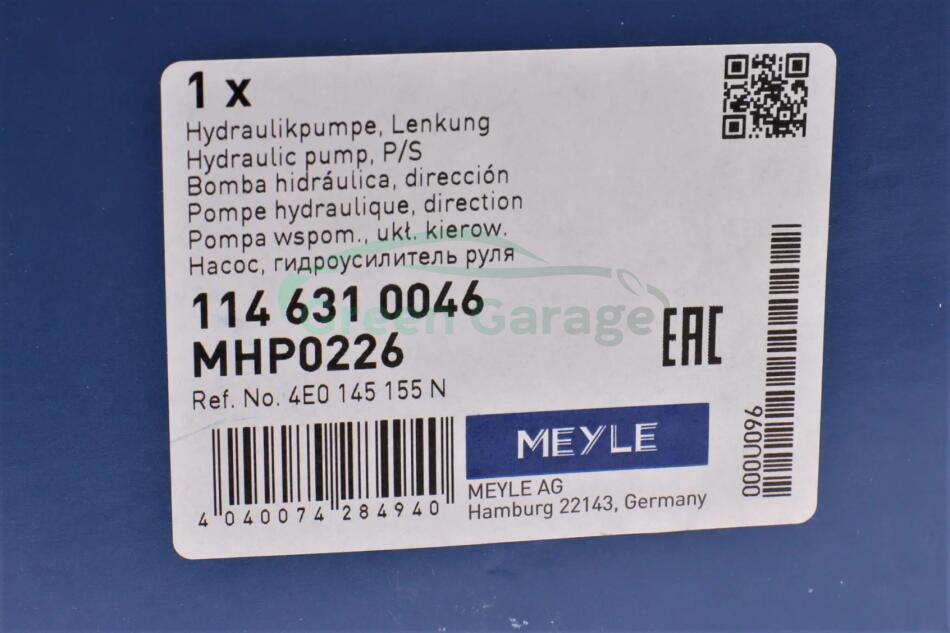 1 x
Hydraulikpumpe, Lenkung
Hydraulic pump, P/S
Bomba hidráulica, dirección
Pompe hydraulique, direction
Pompa wspom., ukł. kierow.
Насос, гидроусилитель руля
114 631 0046
MHP0226
Ref. No. 4E0 145 155 N
Green Garage
EAC
MEYLE
MEYLE AG
Hamburg 22143, Germany
4 040074 284940
000U096